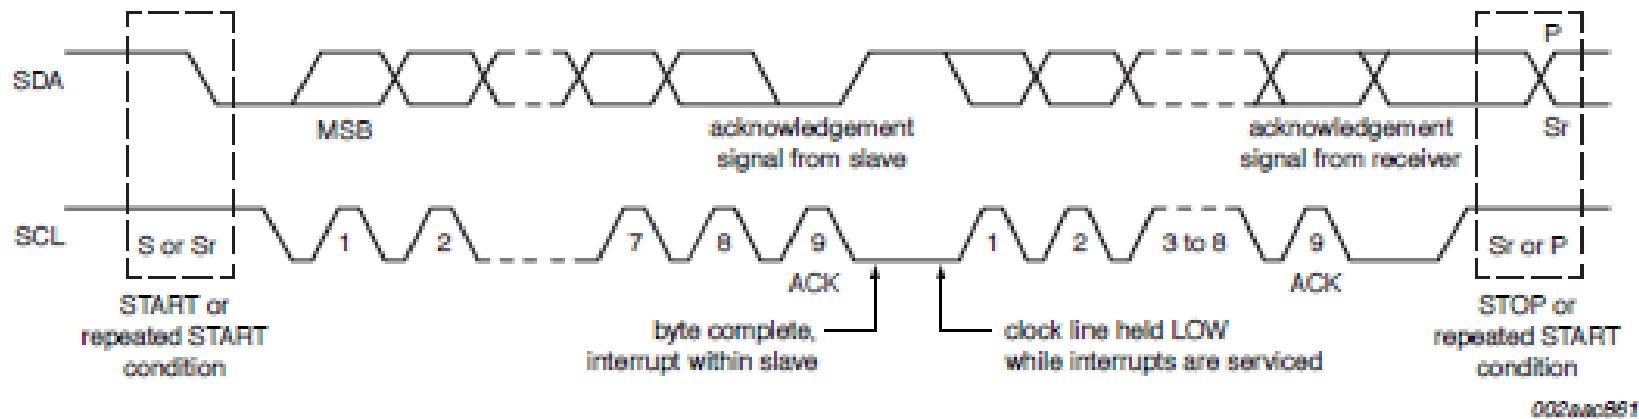 P
SDA
MSB
acknowledgement
signal from slave
acknowledgement
signal from receiver
Sr
SCL
S or Sr
1
2
7
8
9
1
2
3 to 8
9
Sr or P
ACK
ACK
START or
repeated START
condition
byte complete,
interrupt within slave
clock line held LOW
while interrupts are serviced
STOP or
repeated START
condition
002aac861